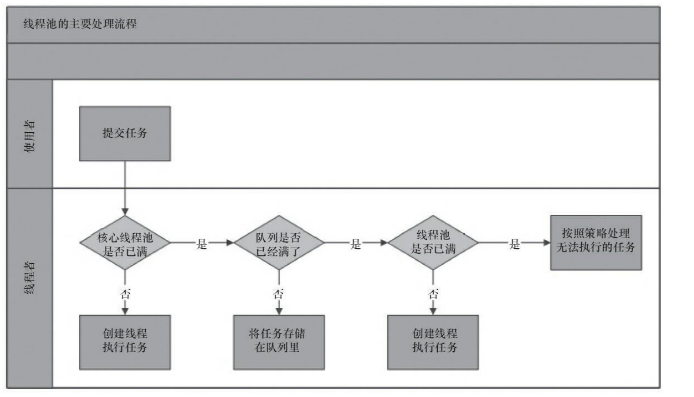 线程池的主要处理流程
使用者
提交任务
线程者
核心线程池
是否已满
是
队列是否
已经满了
是
线程池
是否已满
是
按照策略处理
无法执行的任务
否
否
否
创建线程
执行任务
将任务存储
在队列里
创建线程
执行任务